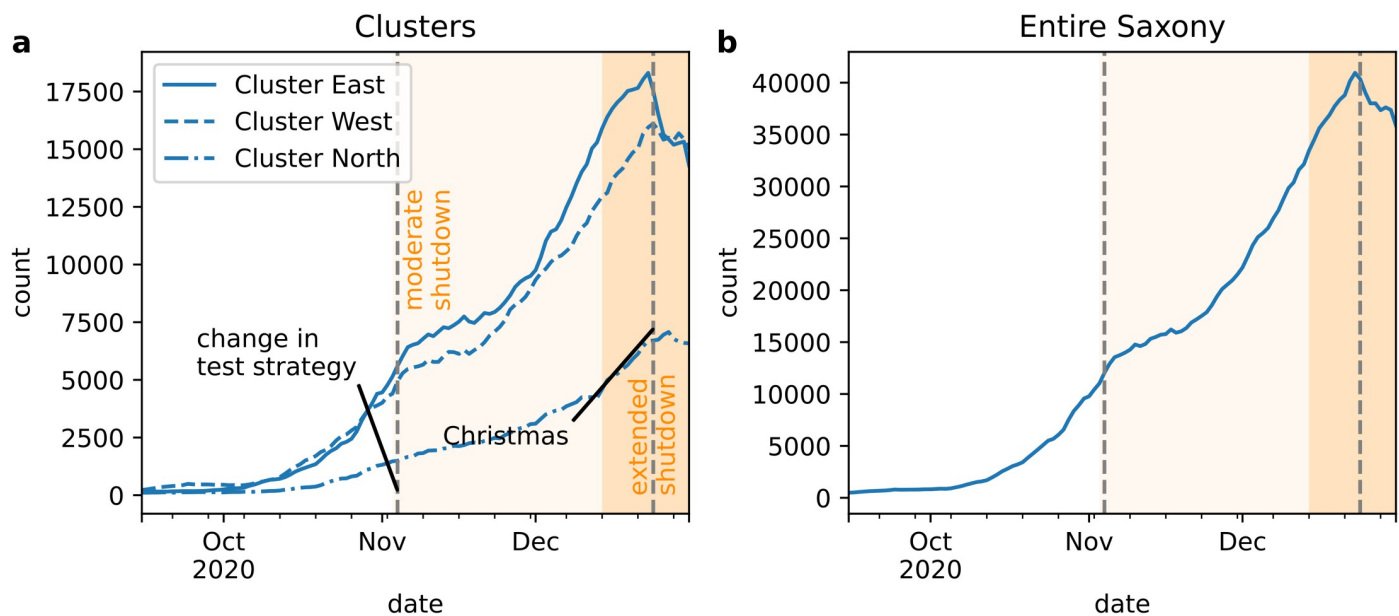 a
Clusters
Cluster East
Cluster West
Cluster North
17500
15000
12500
10000
7500
5000
2500
0
count
moderate
shutdown
change in
test strategy
Christmas
extended
shutdown
Oct
2020
Nov
Dec
date
b
Entire Saxony
40000
35000
30000
25000
20000
15000
10000
5000
0
count
Oct
2020
Nov
Dec
date